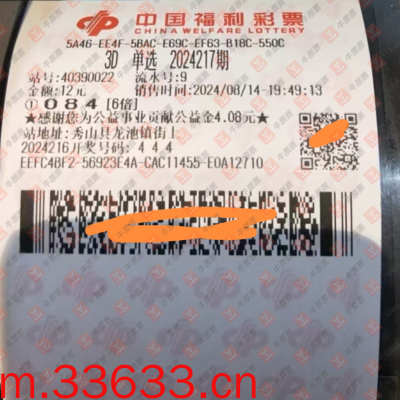 中国福利彩票
CHINA WELFARE LOTTERY
5A46-EE4F-5BAC-E69C-EF63-B18C-550C
3D 单选 2024217期
站号:40390022 流水号:9
金额:12元 销售时间:2024/08/14-19:49:13
①084[6倍]
★感谢您为公益事业贡献公益金4.08元★
站地址:秀山县龙池镇街上
2024216开奖号码:4 4 4
EEFC4BF2-56923E4A-CAC11455-E0A12710
m.33633.cn